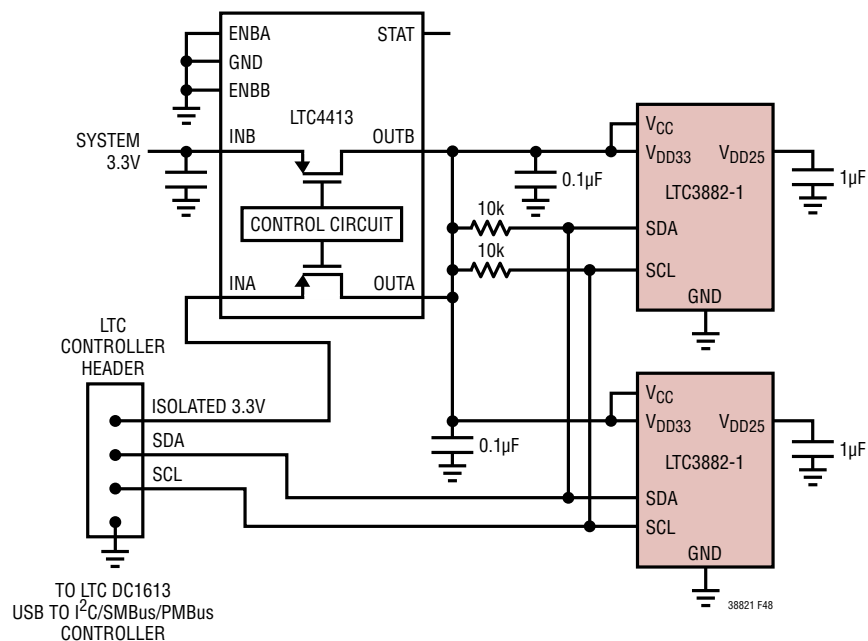 ENBA
GND
ENBB
STAT
LTC4413
SYSTEM
3.3V
INB
OUTB
CONTROL CIRCUIT
INA
OUTA
0.1µF
10k
10k
VCC
VDD33
VDD25
LTC3882-1
SDA
SCL
GND
1µF
LTC
CONTROLLER
HEADER
ISOLATED 3.3V
SDA
SCL
0.1µF
VCC
VDD33
VDD25
LTC3882-1
SDA
SCL
GND
1µF
TO LTC DC1613
USB TO I2C/SMBus/PMBus
CONTROLLER
38821 F48